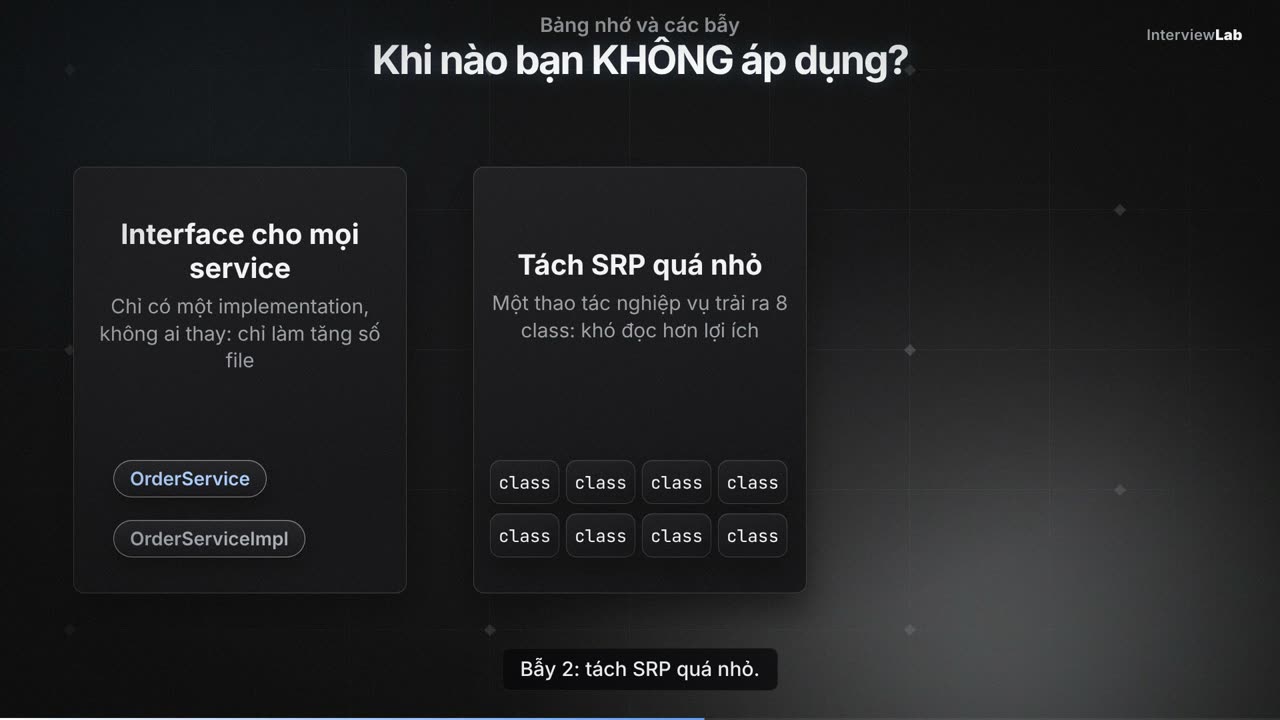 Bảng nhớ và các bẫy
Khi nào bạn KHÔNG áp dụng?
InterviewLab
Interface cho mọi
service
Chỉ có một implementation,
không ai thay: chỉ làm tăng số
file
OrderService
OrderServiceImpl
Tách SRP quá nhỏ
Một thao tác nghiệp vụ trải ra 8
class: khó đọc hơn lợi ích
class class class class
class class class class
Bẫy 2: tách SRP quá nhỏ.